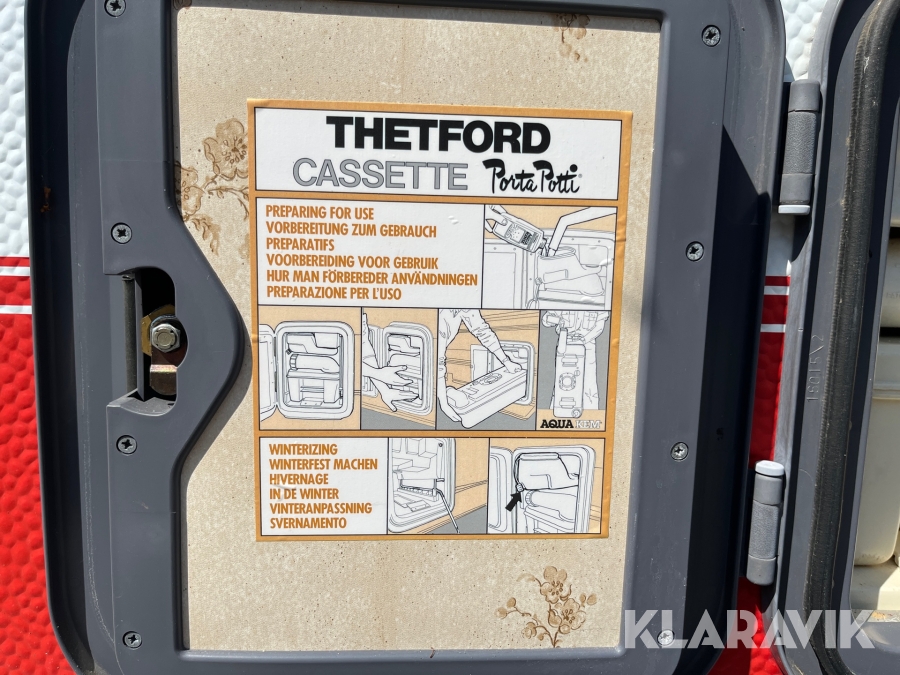 THETFORD
CASSETTE Porta Potti®
PREPARING FOR USE
VORBEREITUNG ZUM GEBRAUCH
PREPARATIFS
VOORBEREIDING VOOR GEBRUIK
HUR MAN FÖRBEREDER ANVÄNDNINGEN
PREPARAZIONE PER L'USO
AQUA KEM®
WINTERIZING
WINTERFEST MACHEN
HIVERNAGE
IN DE WINTER
VINTERANPASSNING
SVERNAMENTO
KLARAVIK